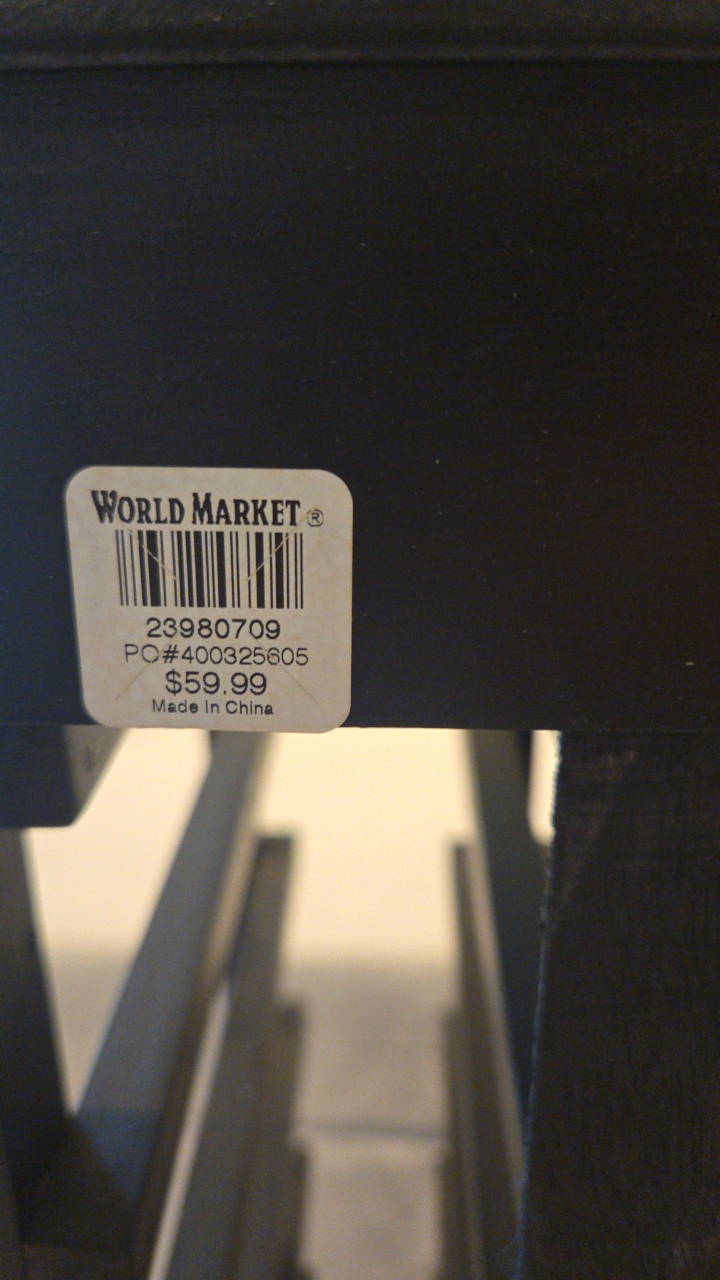 WORLD MARKET ®
23980709
PO#400325605
$59.99
Made In China